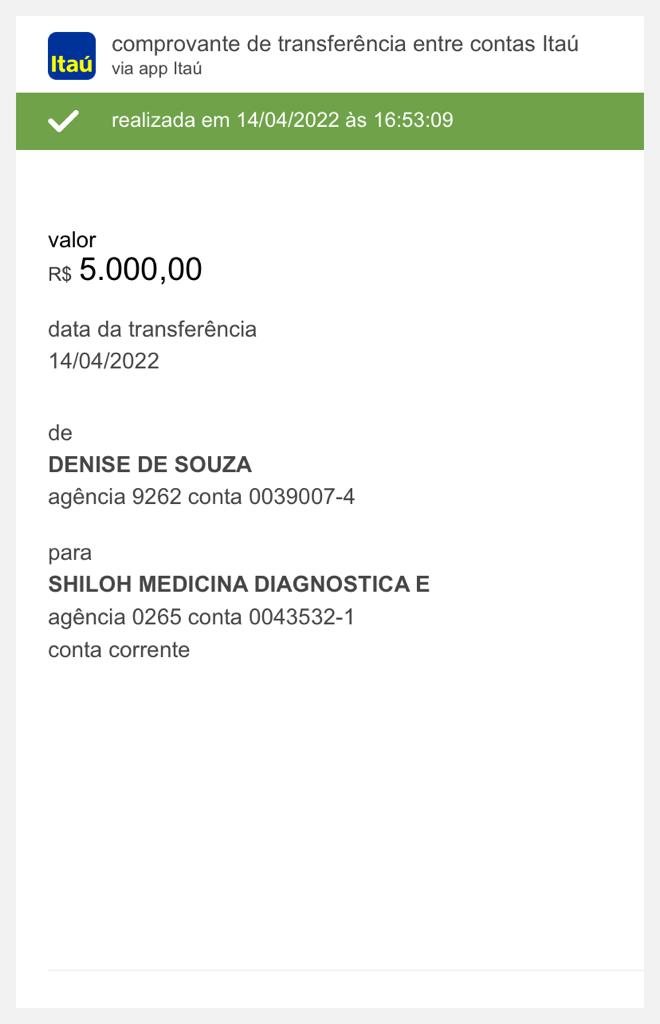 Itaú
comprovante de transferência entre contas Itaú
via app Itaú
realizada em 14/04/2022 às 16:53:09
valor
R$ 5.000,00
data da transferência
14/04/2022
de
DENISE DE SOUZA
agência 9262 conta 0039007-4
para
SHILOH MEDICINA DIAGNOSTICA E
agência 0265 conta 0043532-1
conta corrente